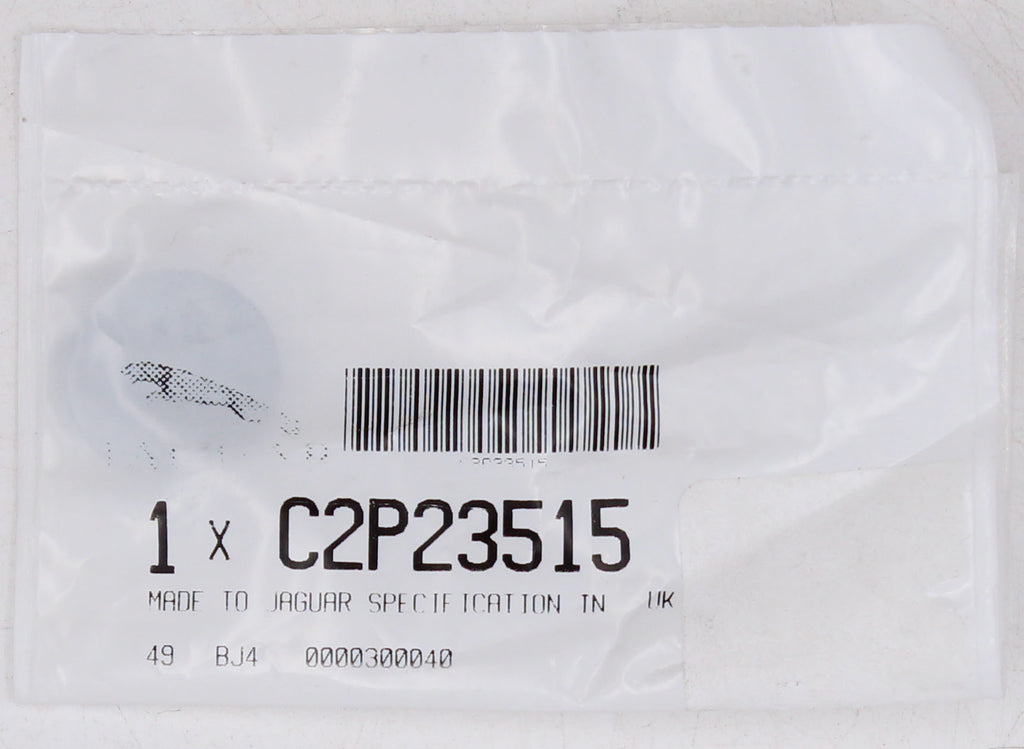 1 x C2P23515
MADE TO JAGUAR SPECIFICATION IN UK
49 BJ4 0000300040